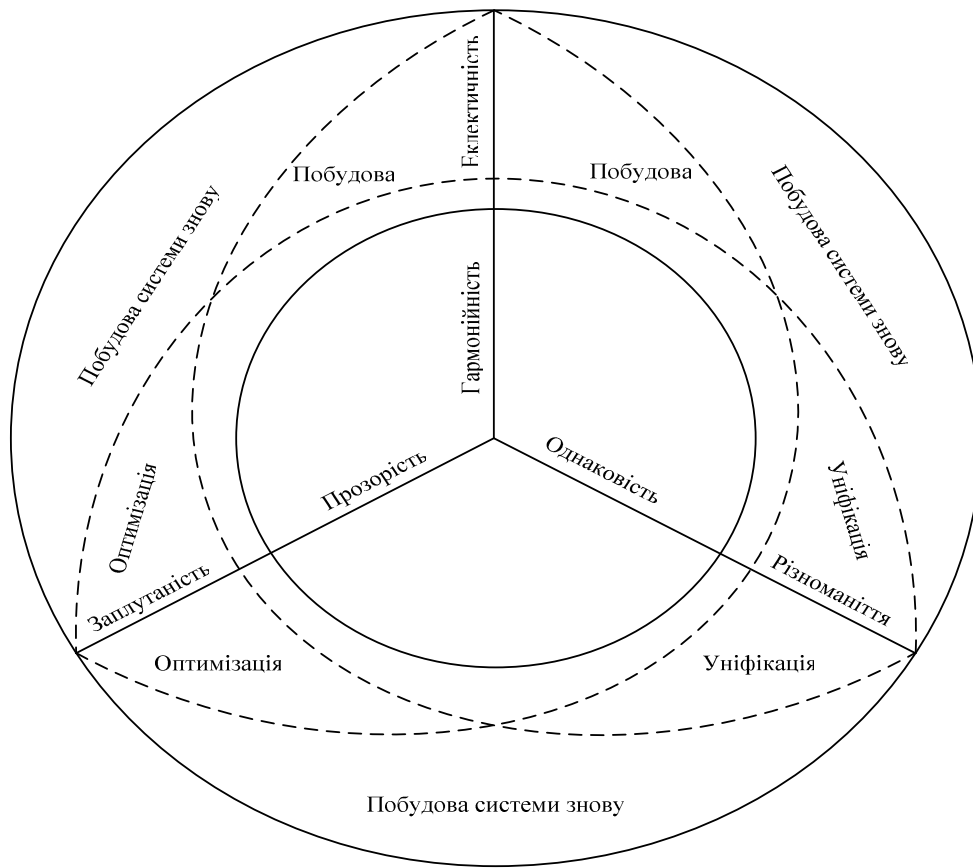 Еклектичність
Побудова
Побудова
Побудова системи знову
Побудова системи знову
Гармонійність
Прозорість
Однаковість
Оптимізація
Уніфікація
Заплутаність
Різноманіття
Оптимізація
Уніфікація
Побудова системи знову